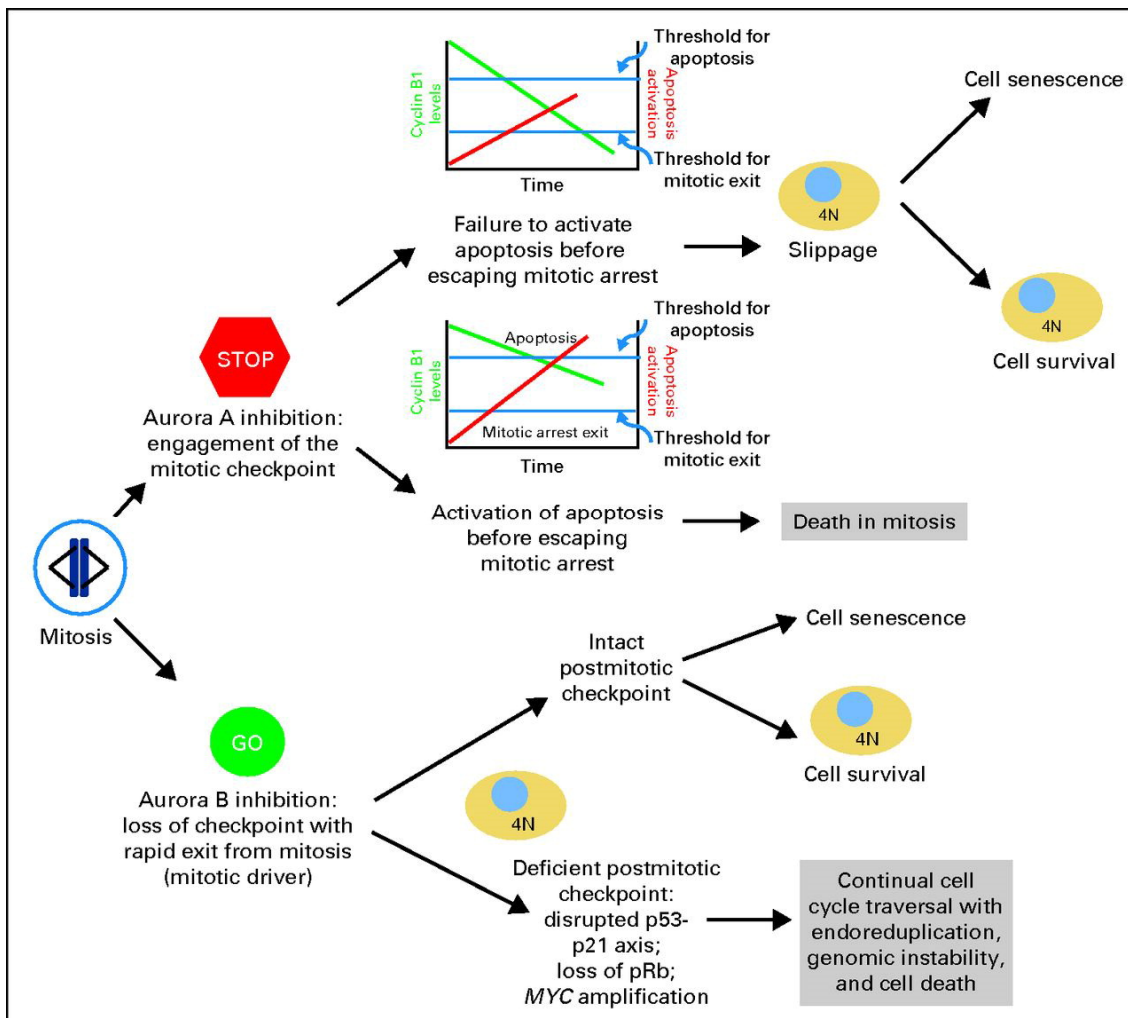 Threshold for
apoptosis
Cyclin B1
levels
Apoptosis
activation
Threshold for
mitotic exit
Time
Failure to activate
apoptosis before
escaping mitotic arrest
4N
Slippage
Cell senescence
4N
Cell survival
STOP
Aurora A inhibition:
engagement of the
mitotic checkpoint
Threshold for
apoptosis
Apoptosis
Cyclin B1
levels
Apoptosis
activation
Mitotic arrest exit
Threshold for
mitotic exit
Time
Activation of apoptosis
before escaping
mitotic arrest
Death in mitosis
Mitosis
GO
Aurora B inhibition:
loss of checkpoint with
rapid exit from mitosis
(mitotic driver)
Intact
postmitotic
checkpoint
Cell senescence
4N
Cell survival
4N
Deficient postmitotic
checkpoint:
disrupted p53-
p21 axis;
loss of pRb;
MYC amplification
Continual cell
cycle traversal with
endoreduplication,
genomic instability,
and cell death